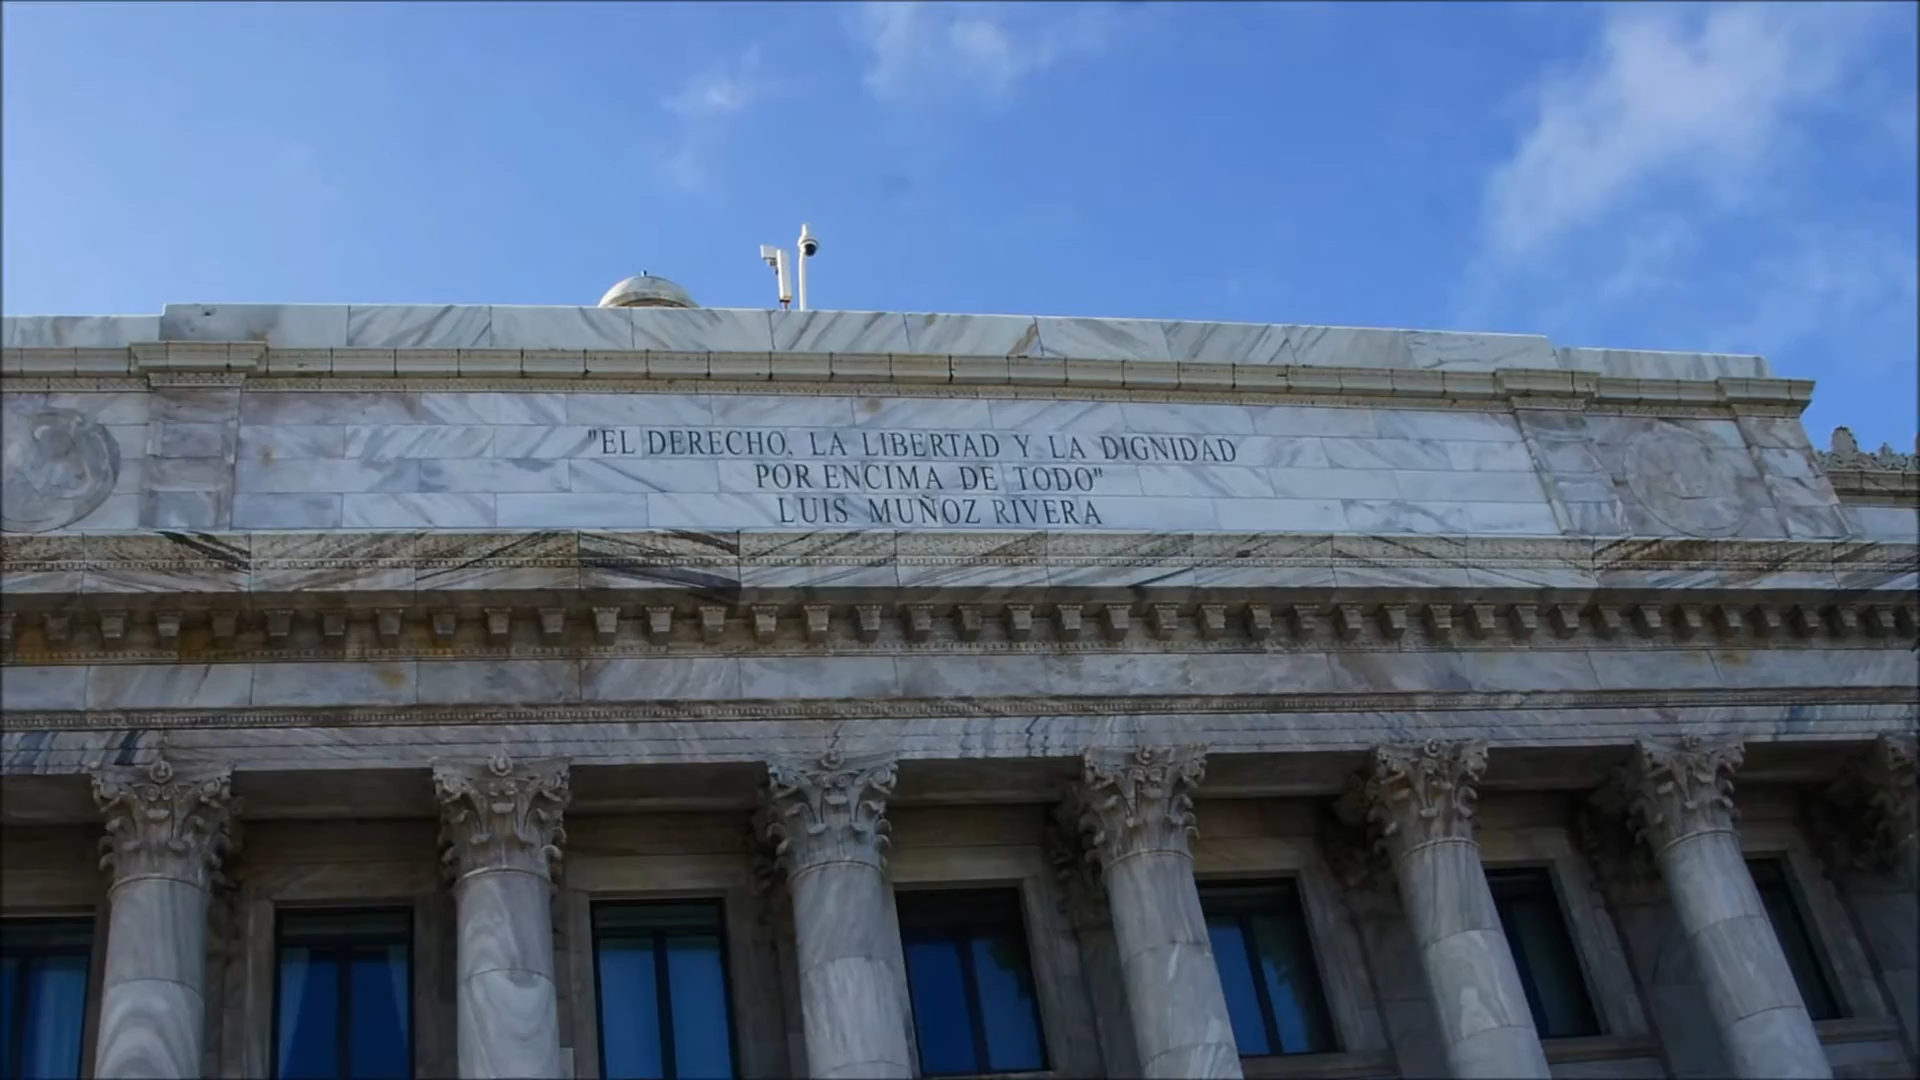 "EL DERECHO, LA LIBERTAD Y LA DIGNIDAD
POR ENCIMA DE TODO"
LUIS MUÑOZ RIVERA